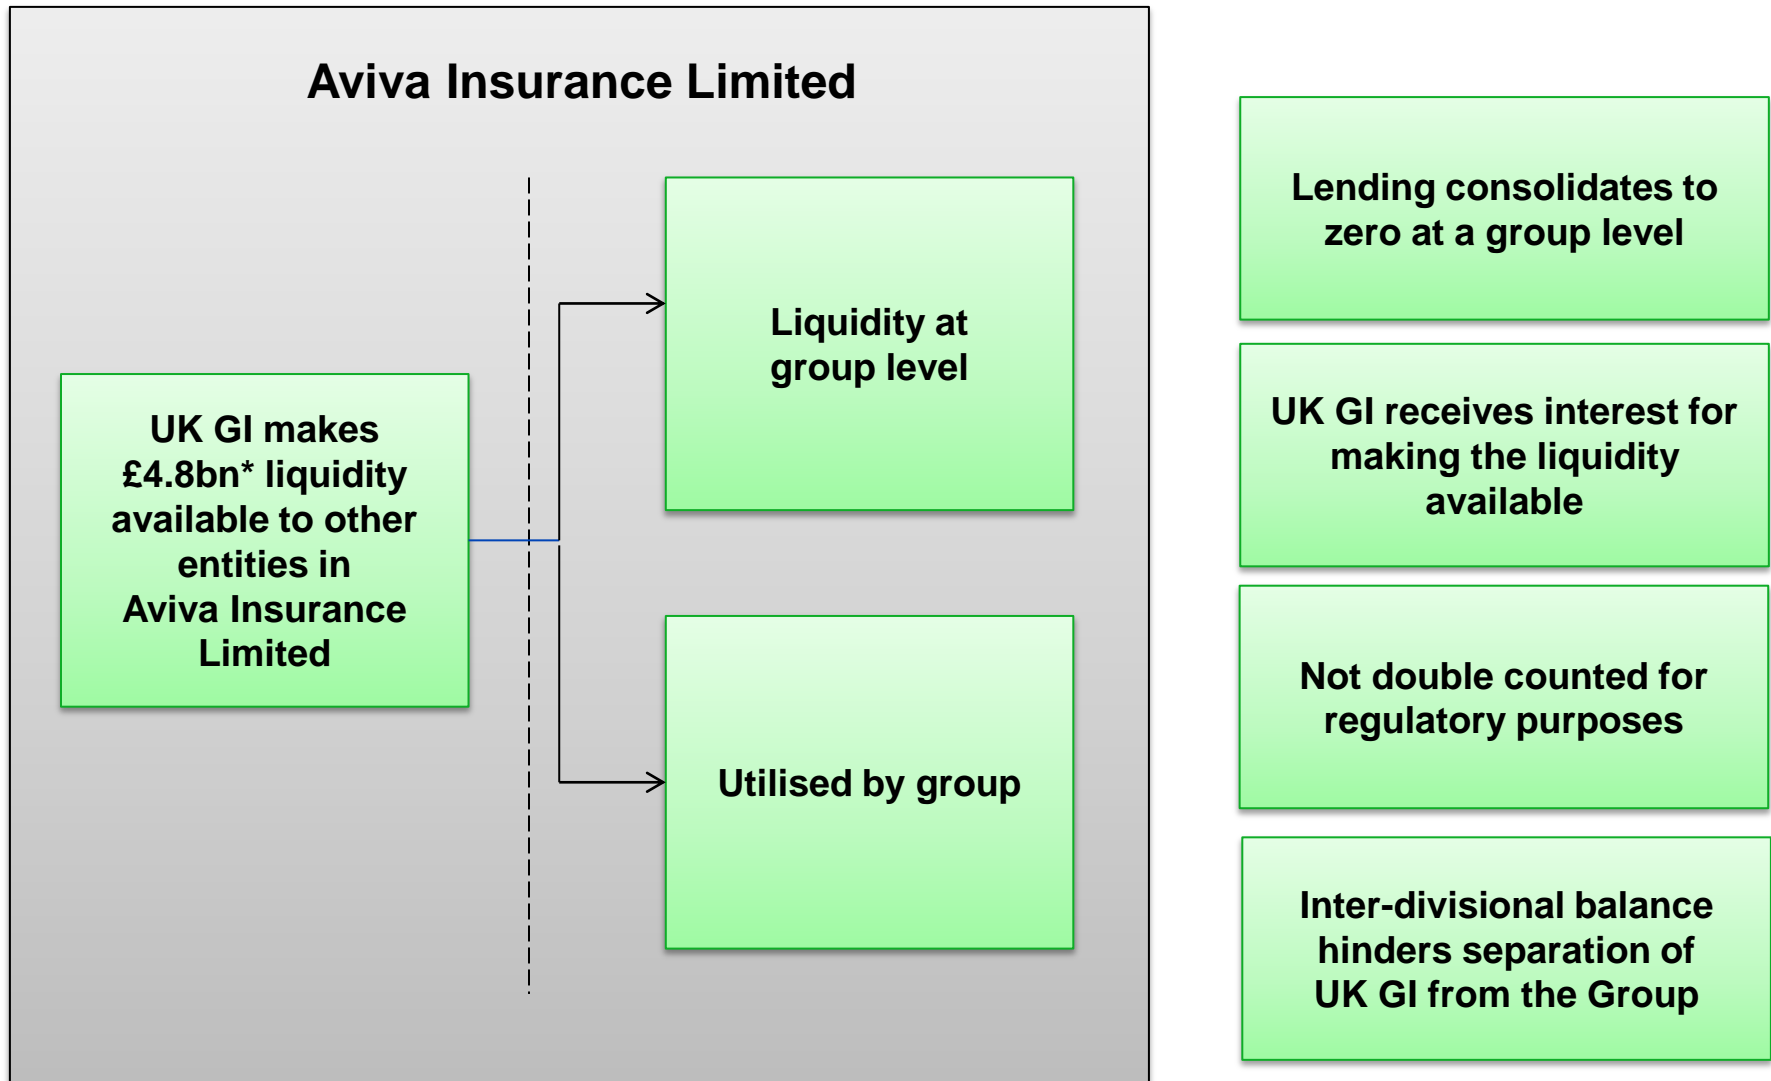 Aviva Insurance Limited
UK GI makes
£4.8bn* liquidity
available to other
entities in
Aviva Insurance
Limited
Liquidity at
group level
Utilised by group
Lending consolidates to
zero at a group level
UK GI receives interest for
making the liquidity
available
Not double counted for
regulatory purposes
Inter-divisional balance
hinders separation of
UK GI from the Group